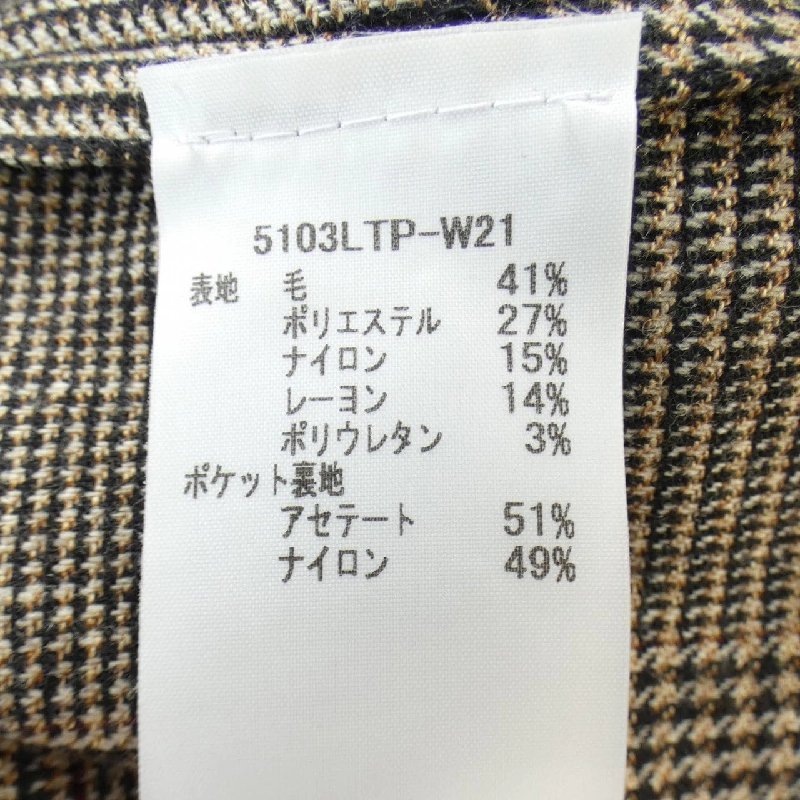 5103LTP-W21
表地 毛 41%
ポリエステル 27%
ナイロン 15%
レーヨン 14%
ポリウレタン 3%
ポケット裏地
アセテート 51%
ナイロン 49%